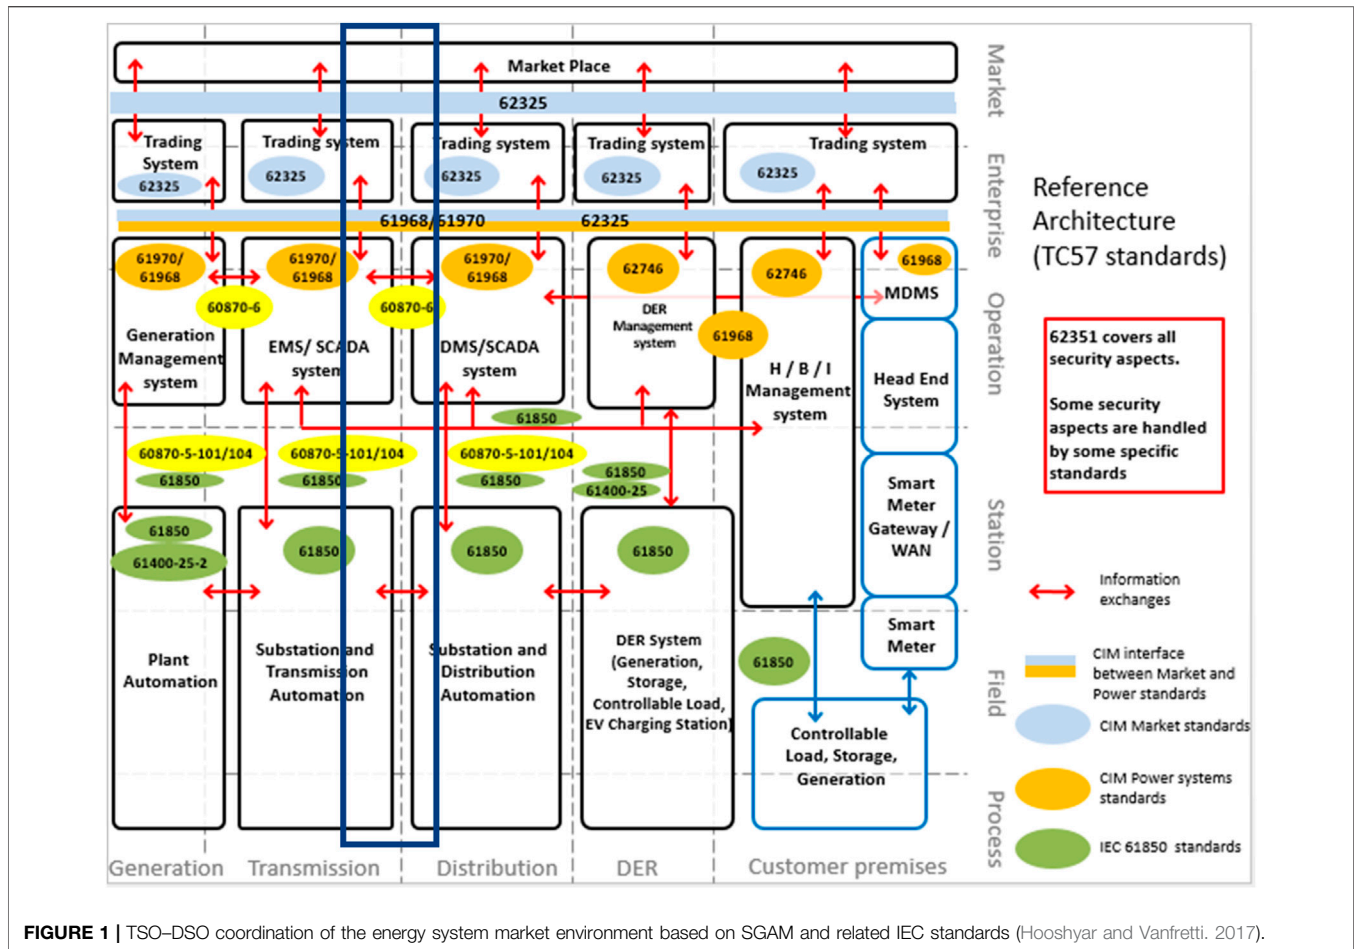 Market Place
62325
Trading
System
62325
Trading system
62325
Trading system
62325
Trading system
62325
Trading system
62325
61968/61970
62325
61970/
61968
61970/
61968
61970/
61968
62746
62746
61968
60870-6
60870-6
61968
Generation
Management
system
EMS/ SCADA
system
DMS/SCADA
system
DER
Management
system
H / B / I
Management
system
MDMS
Head End
System
Smart
Meter
Gateway /
WAN
Smart
Meter
61850
60870-5-101/104
61850
60870-5-101/104
61850
60870-5-101/104
61850
61850
61400-25
61850
61400-25-2
61850
61850
61850
61850
Plant
Automation
Substation and
Transmission
Automation
Substation and
Distribution
Automation
DER System
(Generation,
Storage,
Controllable Load,
EV Charging Station)
Controllable
Load, Storage,
Generation
Generation
Transmission
Distribution
DER
Customer premises
Market
Enterprise
Operation
Station
Field
Process
Reference
Architecture
(TC57 standards)
62351 covers all
security aspects.
Some security
aspects are handled
by some specific
standards
Information
exchanges
CIM interface
between Market and
Power standards
CIM Market standards
CIM Power systems
standards
IEC 61850 standards
FIGURE 1 | TSO–DSO coordination of the energy system market environment based on SGAM and related IEC standards (Hooshyar and Vanfretti. 2017).